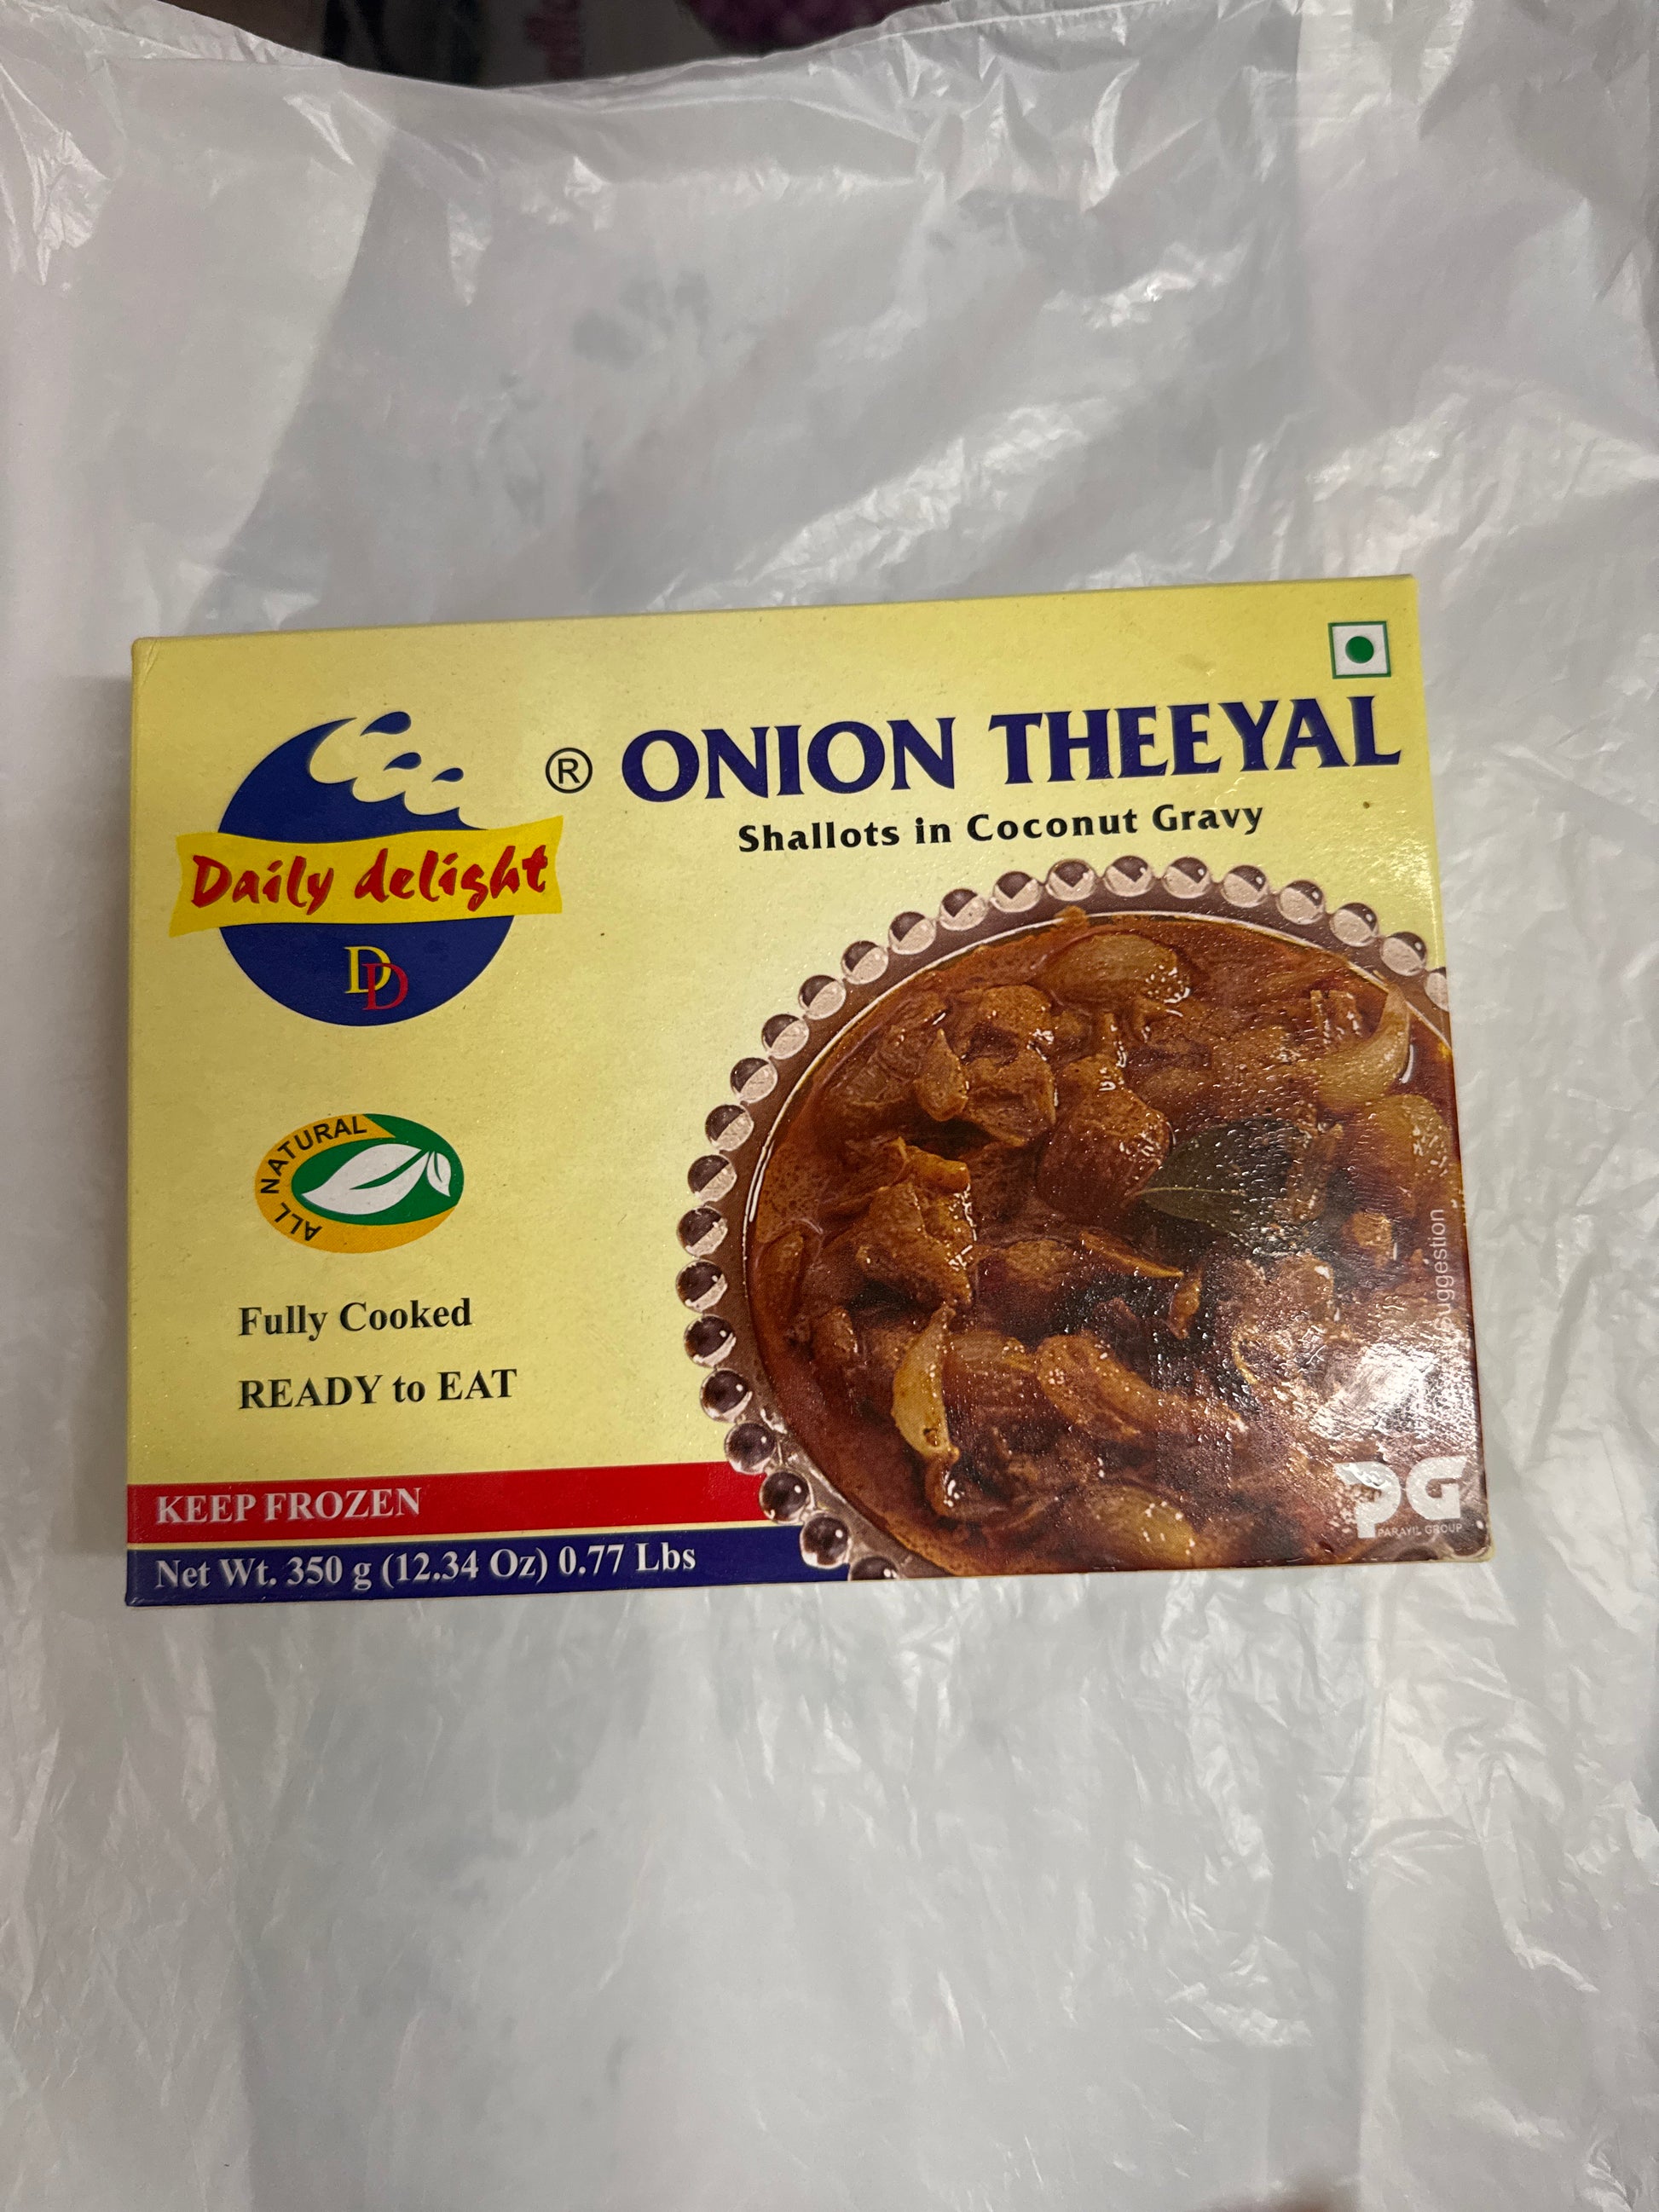 ® ONION THEEYAL
Shallots in Coconut Gravy
Daily delight
DD
ALL NATURAL
Fully Cooked
READY to EAT
suggestion
KEEP FROZEN
Net Wt. 350 g (12.34 Oz) 0.77 Lbs
PG
PARAYIL GROUP